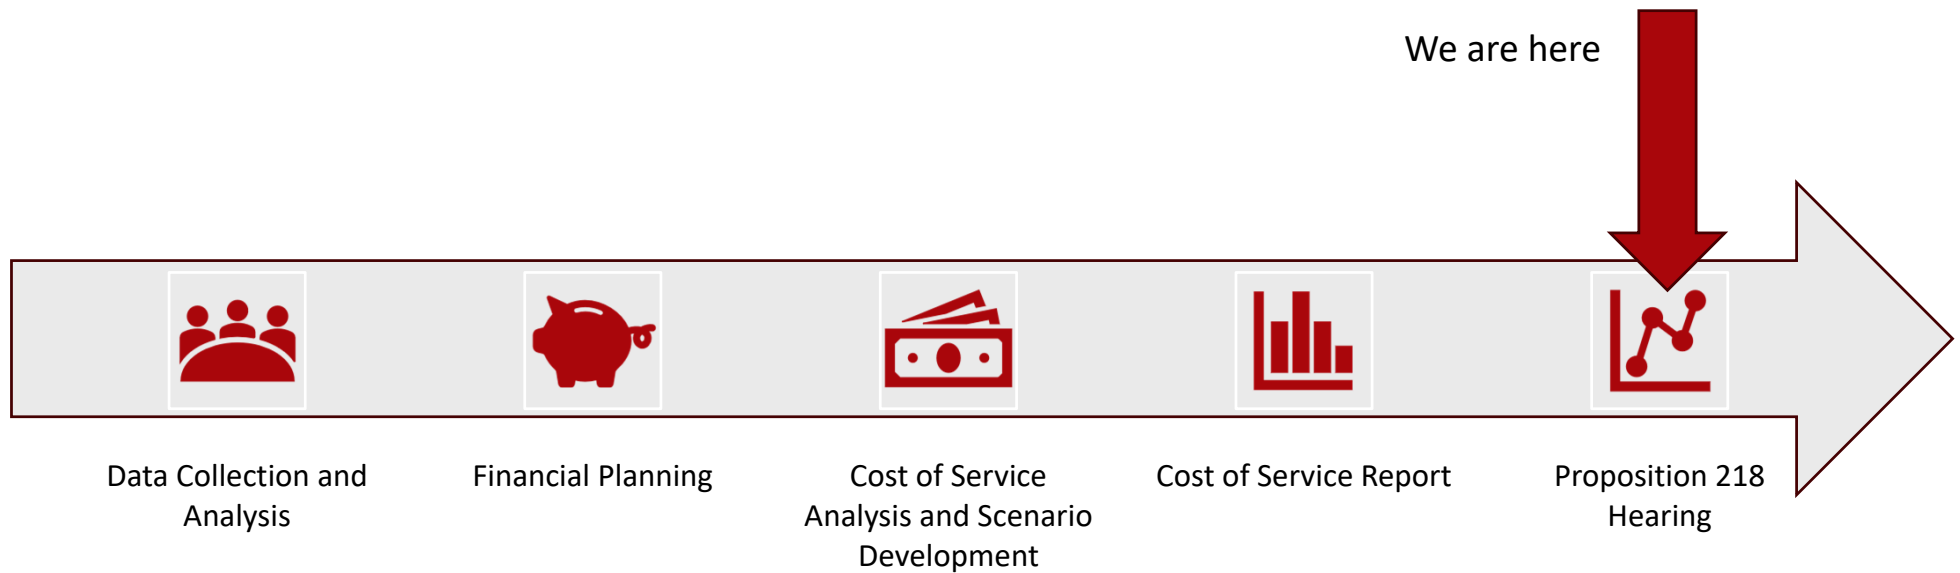 We are here
Data Collection and
Analysis
Financial Planning
Cost of Service
Analysis and Scenario
Development
Cost of Service Report
Proposition 218
Hearing